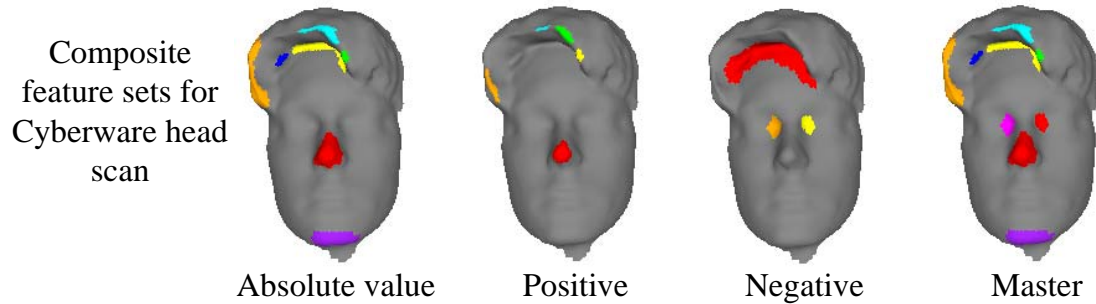 Composite
feature sets for
Cyberware head
scan
Absolute value
Positive
Negative
Master